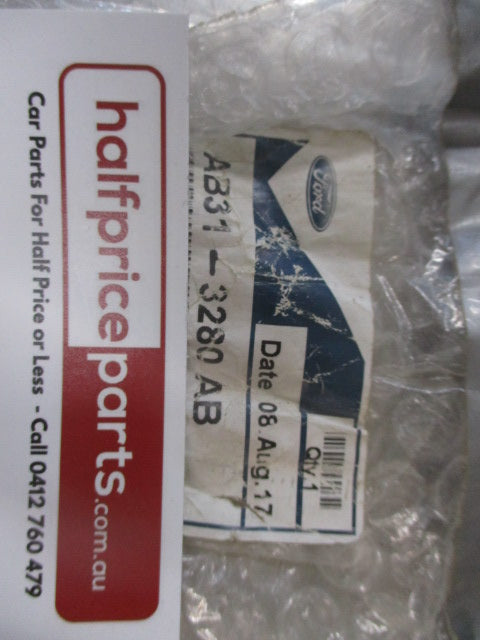 halfpriceparts.com.au
Car Parts For Half Price or Less - Call 0412 760 479
Ford
AB31-3280 AB
Date 08.Aug.17
Qty 1